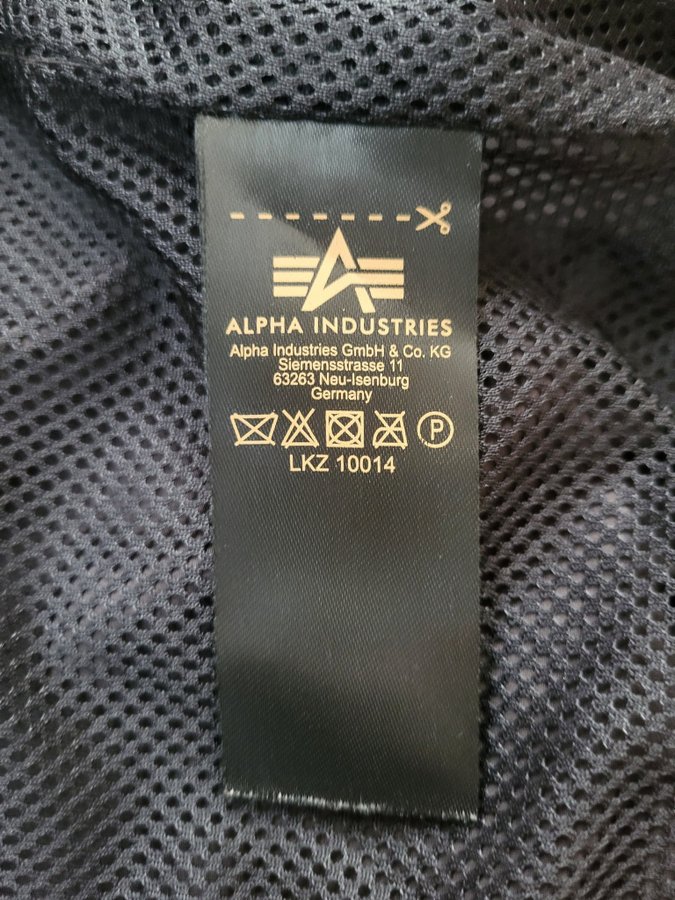 ALPHA INDUSTRIES
Alpha Industries GmbH & Co. KG
Siemensstrasse 11
63263 Neu-Isenburg
Germany
P
LKZ 10014